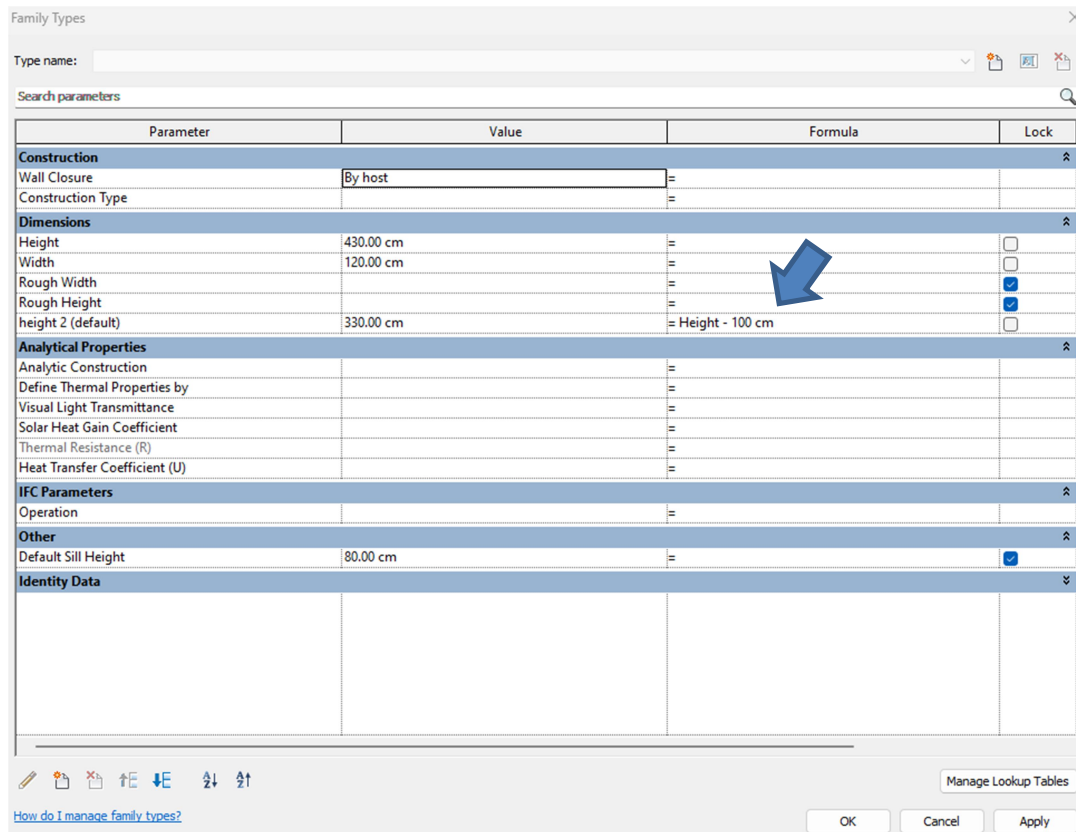 Family Types
Type name:
Search parameters
Parameter Value Formula Lock
Construction
Wall Closure By host =
Construction Type =
Dimensions
Height 430.00 cm =
Width 120.00 cm =
Rough Width =
Rough Height =
height 2 (default) 330.00 cm = Height - 100 cm
Analytical Properties
Analytic Construction =
Define Thermal Properties by =
Visual Light Transmittance =
Solar Heat Gain Coefficient =
Thermal Resistance (R) =
Heat Transfer Coefficient (U) =
IFC Parameters
Operation =
Other
Default Sill Height 80.00 cm =
Identity Data
Manage Lookup Tables
How do I manage family types?
OK Cancel Apply